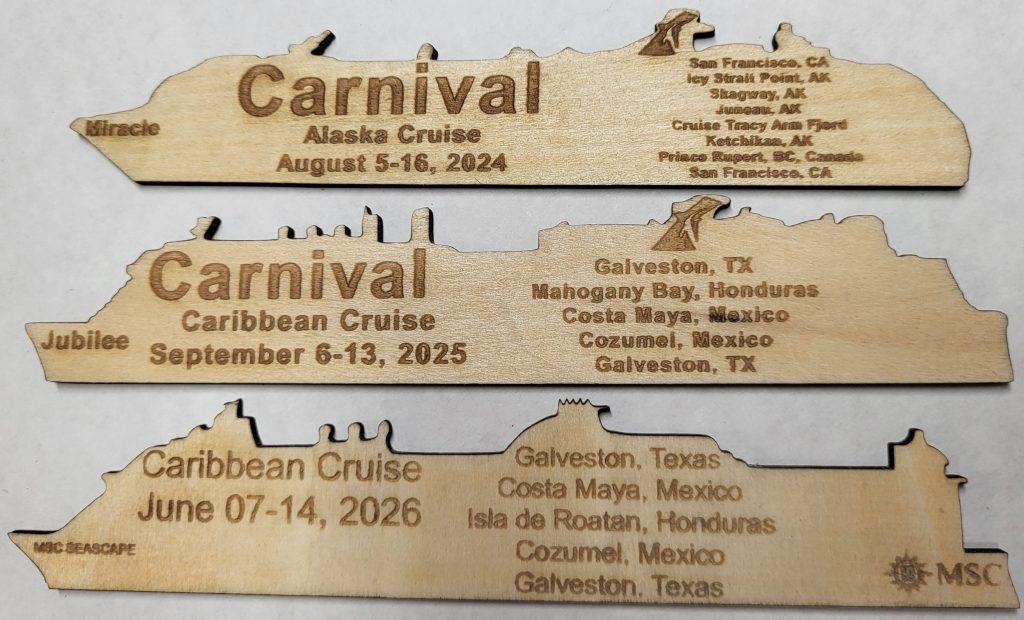 Miracle
Carnival
Alaska Cruise
August 5-16, 2024
San Francisco, CA
Icy Strait Point, AK
Skagway, AK
Juneau, AK
Cruise Tracy Arm Fjord
Ketchikan, AK
Prince Rupert, BC, Canada
San Francisco, CA
Jubilee
Carnival
Caribbean Cruise
September 6-13, 2025
Galveston, TX
Mahogany Bay, Honduras
Costa Maya, Mexico
Cozumel, Mexico
Galveston, TX
MSC SEASCAPE
Caribbean Cruise
June 07-14, 2026
Galveston, Texas
Costa Maya, Mexico
Isla de Roatan, Honduras
Cozumel, Mexico
Galveston, Texas
MSC